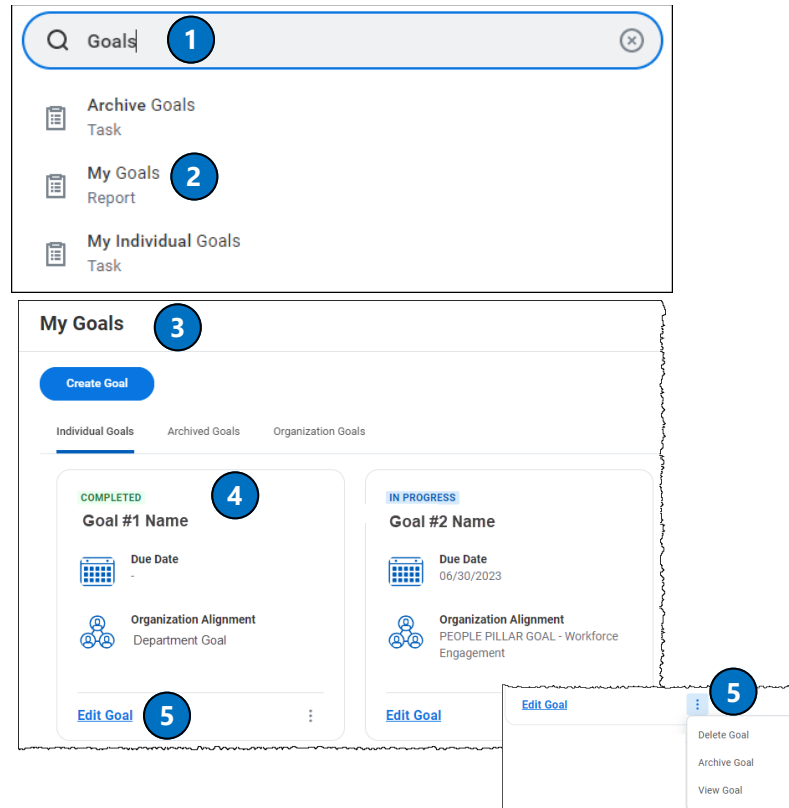 Goals
1
Archive Goals
Task
My Goals
2
Report
My Individual Goals
Task
My Goals
3
Create Goal
Individual Goals Archived Goals Organization Goals
COMPLETED
4
Goal #1 Name
Due Date
-
Organization Alignment
Department Goal
Edit Goal
5
IN PROGRESS
Goal #2 Name
Due Date
06/30/2023
Organization Alignment
PEOPLE PILLAR GOAL - Workforce
Engagement
Edit Goal
Edit Goal
5
Delete Goal
Archive Goal
View Goal